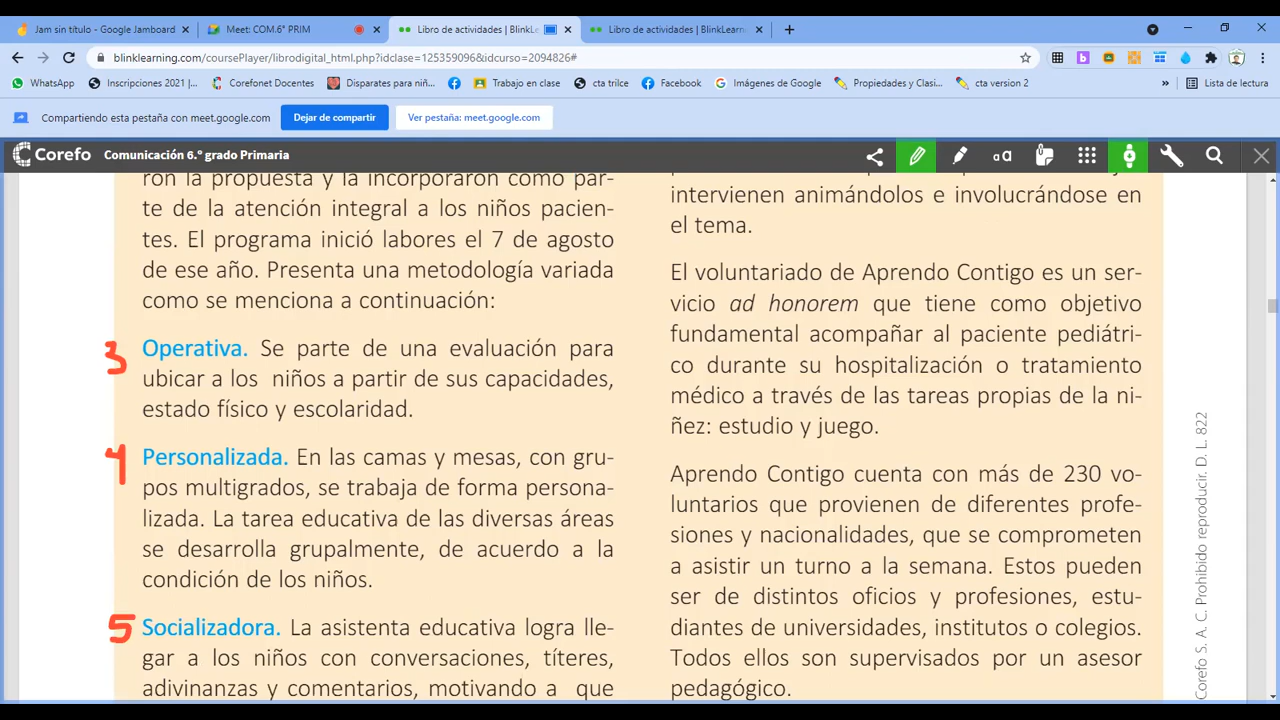 Jam sin título - Google Jamboard
Meet: COM.6° PRIM
Libro de actividades | BlinkLe
Libro de actividades | BlinkLearn
blinklearning.com/coursePlayer/librodigital_html.php?idclase=125359096&idcurso=2094826#
WhatsApp
Inscripciones 2021 |...
Corefonet Docentes
Disparates para niñ...
Trabajo en clase
cta trilce
Facebook
Imágenes de Google
Propiedades y Clasi...
cta version 2
»
Lista de lectura
Compartiendo esta pestaña con meet.google.com
Dejar de compartir
Ver pestaña: meet.google.com
Corefo
Comunicación 6.º grado Primaria
aA
ron la propuesta y la incorporaron como par-
te de la atención integral a los niños pacien-
tes. El programa inició labores el 7 de agosto
de ese año. Presenta una metodología variada
como se menciona a continuación:
3 Operativa. Se parte de una evaluación para
ubicar a los niños a partir de sus capacidades,
estado físico y escolaridad.
4 Personalizada. En las camas y mesas, con gru-
pos multigrados, se trabaja de forma persona-
lizada. La tarea educativa de las diversas áreas
se desarrolla grupalmente, de acuerdo a la
condición de los niños.
5 Socializadora. La asistenta educativa logra lle-
gar a los niños con conversaciones, títeres,
adivinanzas y comentarios, motivando a que
intervienen animándolos e involucrándose en
el tema.
El voluntariado de Aprendo Contigo es un ser-
vicio ad honorem que tiene como objetivo
fundamental acompañar al paciente pediátri-
co durante su hospitalización o tratamiento
médico a través de las tareas propias de la ni-
ñez: estudio y juego.
Aprendo Contigo cuenta con más de 230 vo-
luntarios que provienen de diferentes profe-
siones y nacionalidades, que se comprometen
a asistir un turno a la semana. Estos pueden
ser de distintos oficios y profesiones, estu-
diantes de universidades, institutos o colegios.
Todos ellos son supervisados por un asesor
pedagógico.
Corefo S. A. C. Prohibido reproducir. D. L. 822